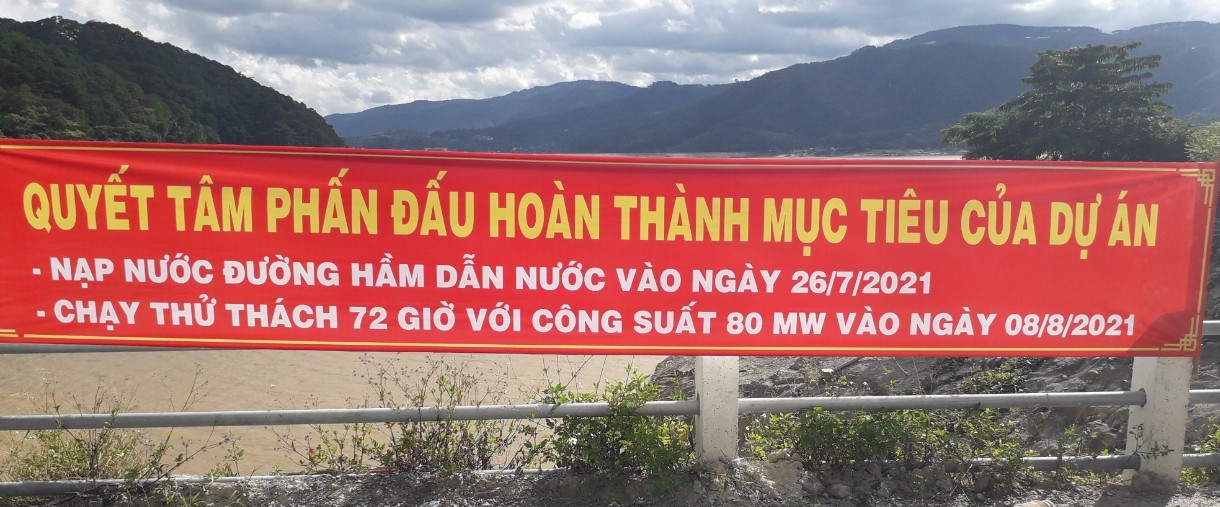 QUYẾT TÂM PHẤN ĐẤU HOÀN THÀNH MỤC TIÊU CỦA DỰ ÁN
- NẠP NƯỚC ĐƯỜNG HẦM DẪN NƯỚC VÀO NGÀY 26/7/2021
- CHẠY THỬ THÁCH 72 GIỜ VỚI CÔNG SUẤT 80 MW VÀO NGÀY 08/8/2021